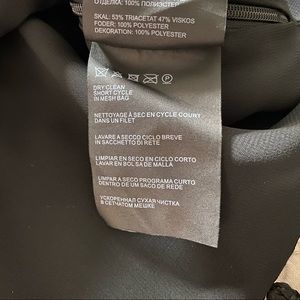 ОТДЕЛКА: 100% ПОЛИЭСТЕР
SKAL: 53% TRIACETAT 47% VISKOS
FODER: 100% POLYESTER
DEKORATION: 100% POLYESTER
DRY CLEAN
SHORT CYCLE
IN MESH BAG
NETTOYAGE À SEC EN CYCLE COURT
DANS UN FILET
LAVARE A SECCO CICLO BREVE
IN SACCHETTO DI RETE
LIMPIAR EN SECO EN CICLO CORTO
LAVAR EN BOLSA DE MALLA
LIMPAR A SECO PROGRAMA CURTO
DENTRO DE UM SACO DE REDE
УСКОРЕННАЯ СУХАЯ ЧИСТКА
В СЕТЧАТОМ МЕШКЕ